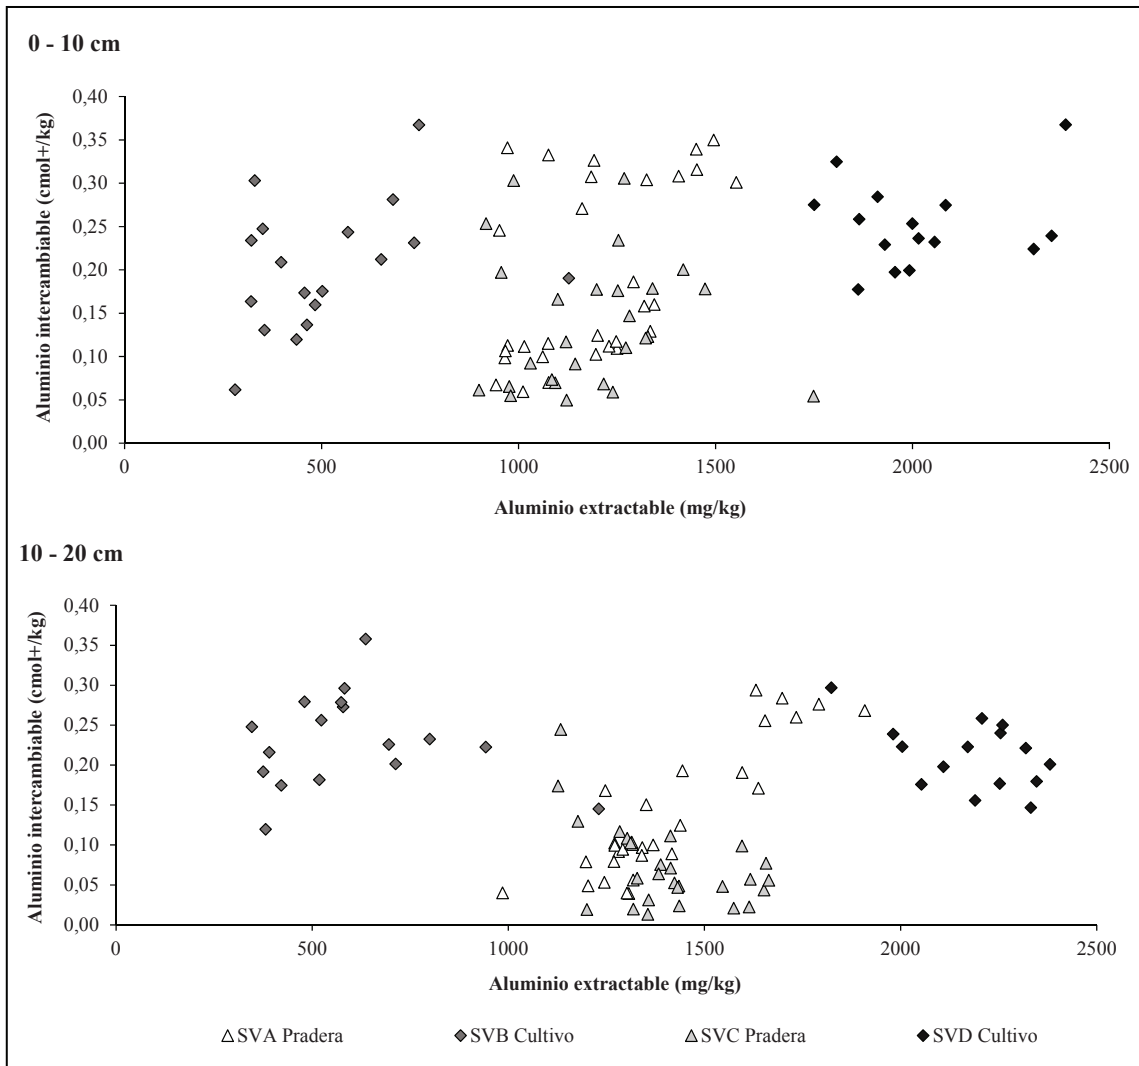 0 - 10 cm
Aluminio intercambiable (cmol+/kg)
0,40
0,35
0,30
0,25
0,20
0,15
0,10
0,05
0,00
0 500 1000 1500 2000 2500
Aluminio extractable (mg/kg)
10 - 20 cm
Aluminio intercambiable (cmol+/kg)
0,40
0,35
0,30
0,25
0,20
0,15
0,10
0,05
0,00
0 500 1000 1500 2000 2500
Aluminio extractable (mg/kg)
SVA Pradera SVB Cultivo SVC Pradera SVD Cultivo